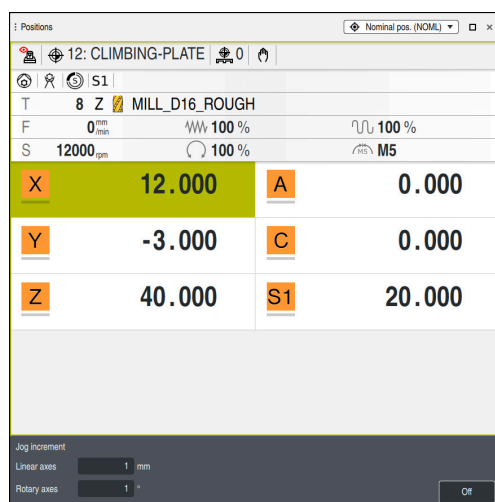 Positions Nominal pos. (NOML)
12: CLIMBING-PLATE 0
S S1
T 8 Z MILL_D16_ROUGH
F 0 mm/min 100 % 100 %
S 12000 rpm 100 % M5 M5
X 12.000 A 0.000
Y -3.000 C 0.000
Z 40.000 S1 20.000
Jog increment
Linear axes 1 mm
Rotary axes 1 ° Off